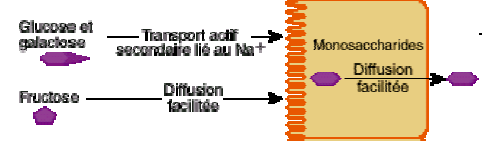 Glucose et
galactose
Transport actif
secondaire lié au Na+
Fructose
Diffusion
facilitée
Monosaccharides
Diffusion
facilitée